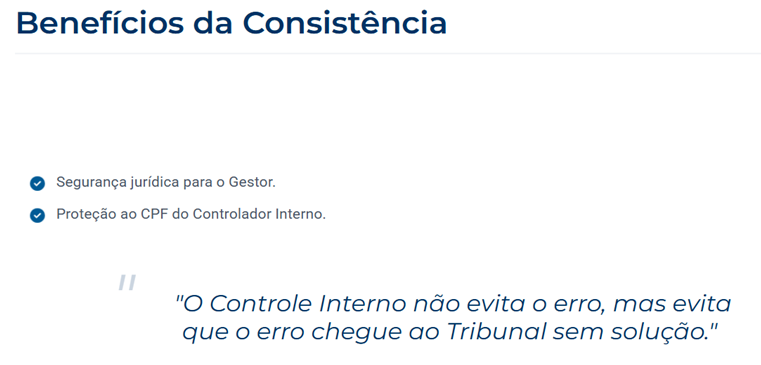 Benefícios da Consistência
Segurança jurídica para o Gestor.
Proteção ao CPF do Controlador Interno.
"
"O Controle Interno não evita o erro, mas evita
que o erro chegue ao Tribunal sem solução."